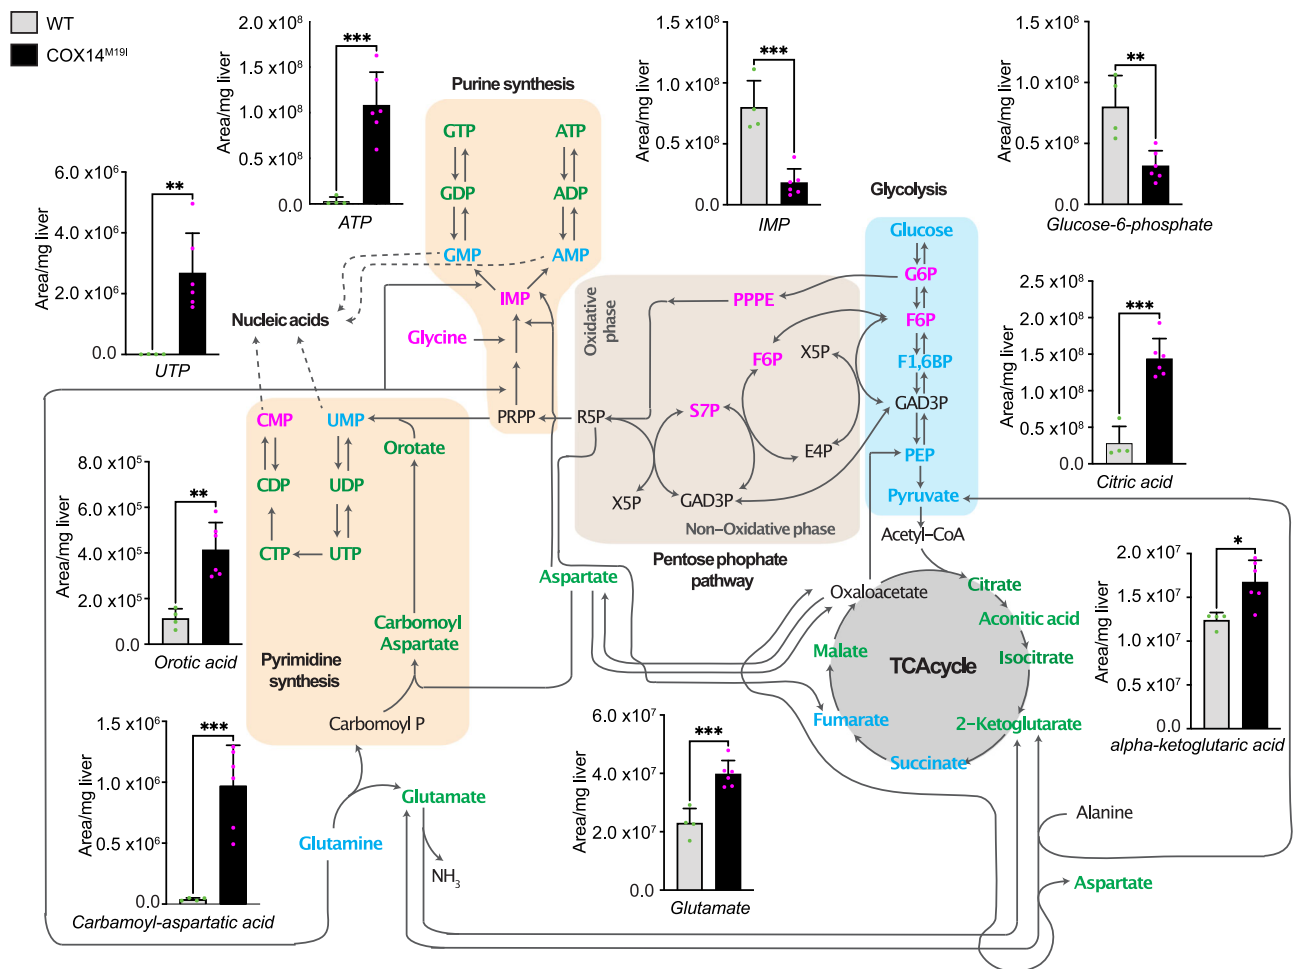 WT
COX14M19I
Area/mg liver
2.0 x10⁸
1.5 x10⁸
1.0 x10⁸
0.5 x10⁸
0.0
***
ATP
Area/mg liver
1.5 x10⁸
1.0 x10⁸
0.5 x10⁸
0.0
***
IMP
Area/mg liver
1.5 x10⁸
1.0 x10⁸
0.5 x10⁸
0.0
**
Glucose-6-phosphate
Area/mg liver
6.0 x10⁶
4.0 x10⁶
2.0 x10⁶
0.0
**
UTP
Purine synthesis
GTP
ATP
GDP
ADP
GMP
AMP
IMP
Glycine
PRPP
Nucleic acids
Glycolysis
Glucose
G6P
F6P
F1,6BP
GAD3P
PEP
Pyruvate
Acetyl–CoA
Oxidative
phase
PPPE
F6P
X5P
S7P
R5P
E4P
X5P
GAD3P
Non–Oxidative phase
Pentose phophate
pathway
Area/mg liver
2.5 x10⁸
2.0 x10⁸
1.5 x10⁸
1.0 x10⁸
0.5 x10⁸
0.0
***
Citric acid
CMP
UMP
Orotate
CDP
UDP
CTP
UTP
Carbomoyl
Aspartate
Pyrimidine
synthesis
Carbomoyl P
Area/mg liver
8.0 x10⁵
6.0 x10⁵
4.0 x10⁵
2.0 x10⁵
0.0
**
Orotic acid
Aspartate
Oxaloacetate
Citrate
Aconitic acid
Isocitrate
2–Ketoglutarate
Succinate
Fumarate
Malate
TCAcycle
Area/mg liver
2.0 x10⁷
1.5 x10⁷
1.0 x10⁷
0.5 x10⁷
0.0
*
alpha-ketoglutaric acid
Area/mg liver
1.5 x10⁶
1.0 x10⁶
0.5 x10⁶
0.0
***
Carbamoyl-aspartatic acid
Glutamate
Glutamine
NH₃
Area/mg liver
6.0 x10⁷
4.0 x10⁷
2.0 x10⁷
0.0
***
Glutamate
Alanine
Aspartate